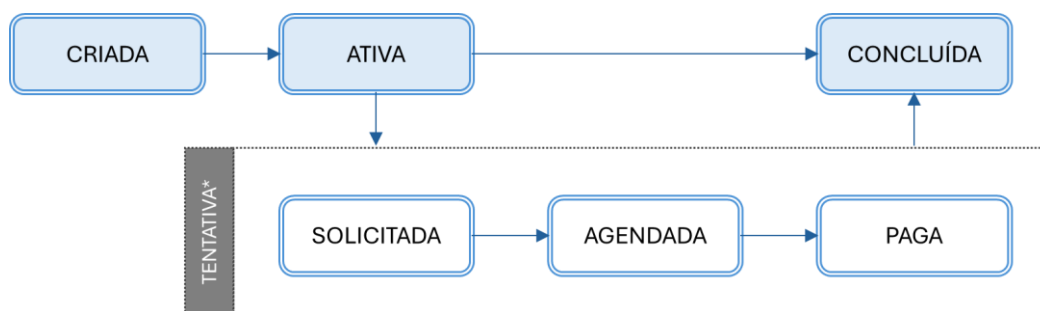 CRIADA
ATIVA
CONCLUÍDA
TENTATIVA*
SOLICITADA
AGENDADA
PAGA